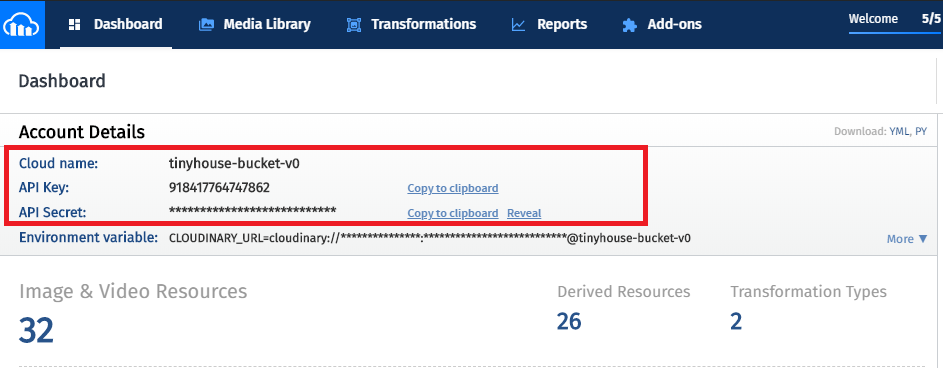 Dashboard Media Library Transformations Reports Add-ons Welcome 5/5
Dashboard
Account Details Download: YML, PY
Cloud name: tinyhouse-bucket-v0
API Key: 918417764747862 Copy to clipboard
API Secret: *************************** Copy to clipboard Reveal
Environment variable: CLOUDINARY_URL=cloudinary://***************:***************************@tinyhouse-bucket-v0 More ▼
Image & Video Resources Derived Resources Transformation Types
32 26 2